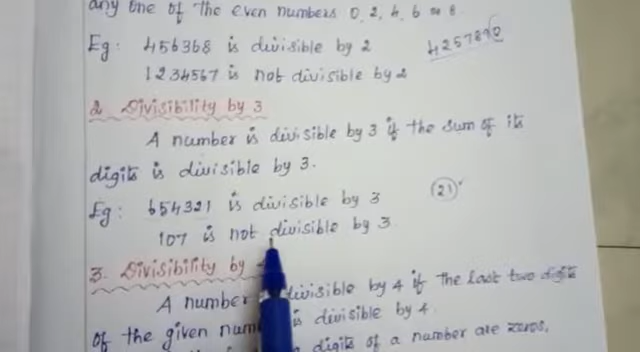 any one of the even numbers 0, 2, 4, 6 or 8.
Eg: 456368 is divisible by 2
4257890
1234567 is not divisible by 2
2. Divisibility by 3
A number is divisible by 3 if the sum of its
digits is divisible by 3.
Eg: 654321 is divisible by 3
21
107 is not divisible by 3
3. Divisibility by
A number divisible by 4 if the last two digits
of the given num is divisible by 4.
digits of a number are zeros,